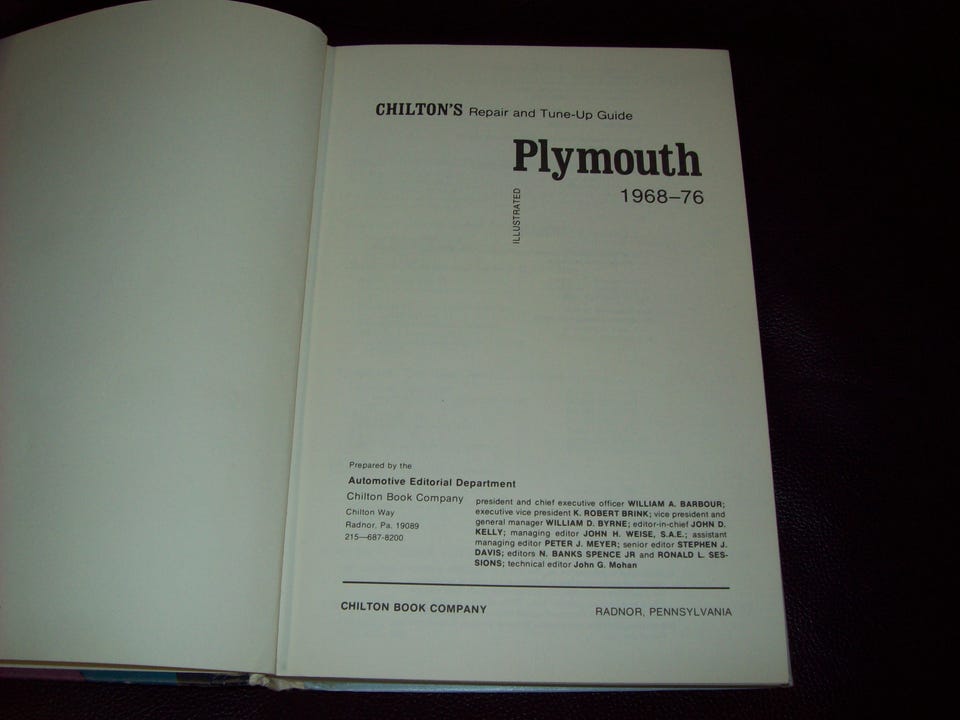 CHILTON'S Repair and Tune-Up Guide
Plymouth
1968–76
ILLUSTRATED
Prepared by the
Automotive Editorial Department
Chilton Book Company
Chilton Way
Radnor, Pa. 19089
215—687-8200
president and chief executive officer WILLIAM A. BARBOUR;
executive vice president K. ROBERT BRINK; vice president and
general manager WILLIAM D. BYRNE; editor-in-chief JOHN D.
KELLY; managing editor JOHN H. WEISE, S.A.E.; assistant
managing editor PETER J. MEYER; senior editor STEPHEN J.
DAVIS; editors N. BANKS SPENCE JR and RONALD L. SES-
SIONS; technical editor John G. Mohan
CHILTON BOOK COMPANY
RADNOR, PENNSYLVANIA